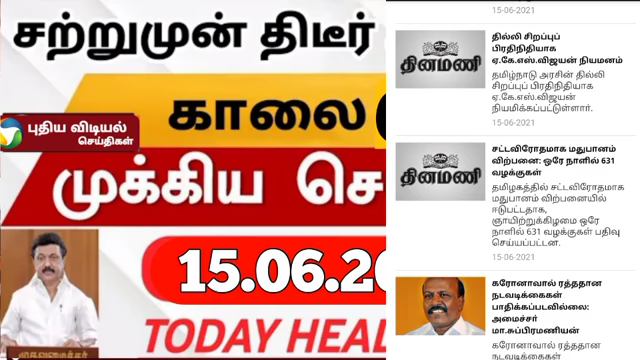 சற்றுமுன் திடீர்
காலை
புதிய விடியல்
செய்திகள்
முக்கிய செ
15.06.20
TODAY HEAL
முதலமைச்சர்
15-06-2021
தினமணி
தில்லி சிறப்புப்
பிரதிநிதியாக
ஏ.கே.எஸ்.விஜயன் நியமனம்
தமிழ்நாடு அரசின் தில்லி
சிறப்புப் பிரதிநிதியாக
ஏ.கே.எஸ்.விஜயன்
நியமிக்கப்பட்டுள்ளார்.
15-06-2021
தினமணி
சட்டவிரோதமாக மதுபானம்
விற்பனை: ஒரே நாளில் 631
வழக்குகள்
தமிழகத்தில் சட்டவிரோதமாக
மதுபானம் விற்பனையில்
ஈடுபட்டதாக,
ஞாயிற்றுக்கிழமை ஒரே
நாளில் 631 வழக்குகள் பதிவு
செய்யப்பட்டன.
15-06-2021
கரோனாவால் ரத்ததான
நடவடிக்கைகள்
பாதிக்கப்படவில்லை:
அமைச்சர்
மா.சுப்பிரமணியன்
கரோனாவால் ரத்ததான
நடவடிக்கைகள்